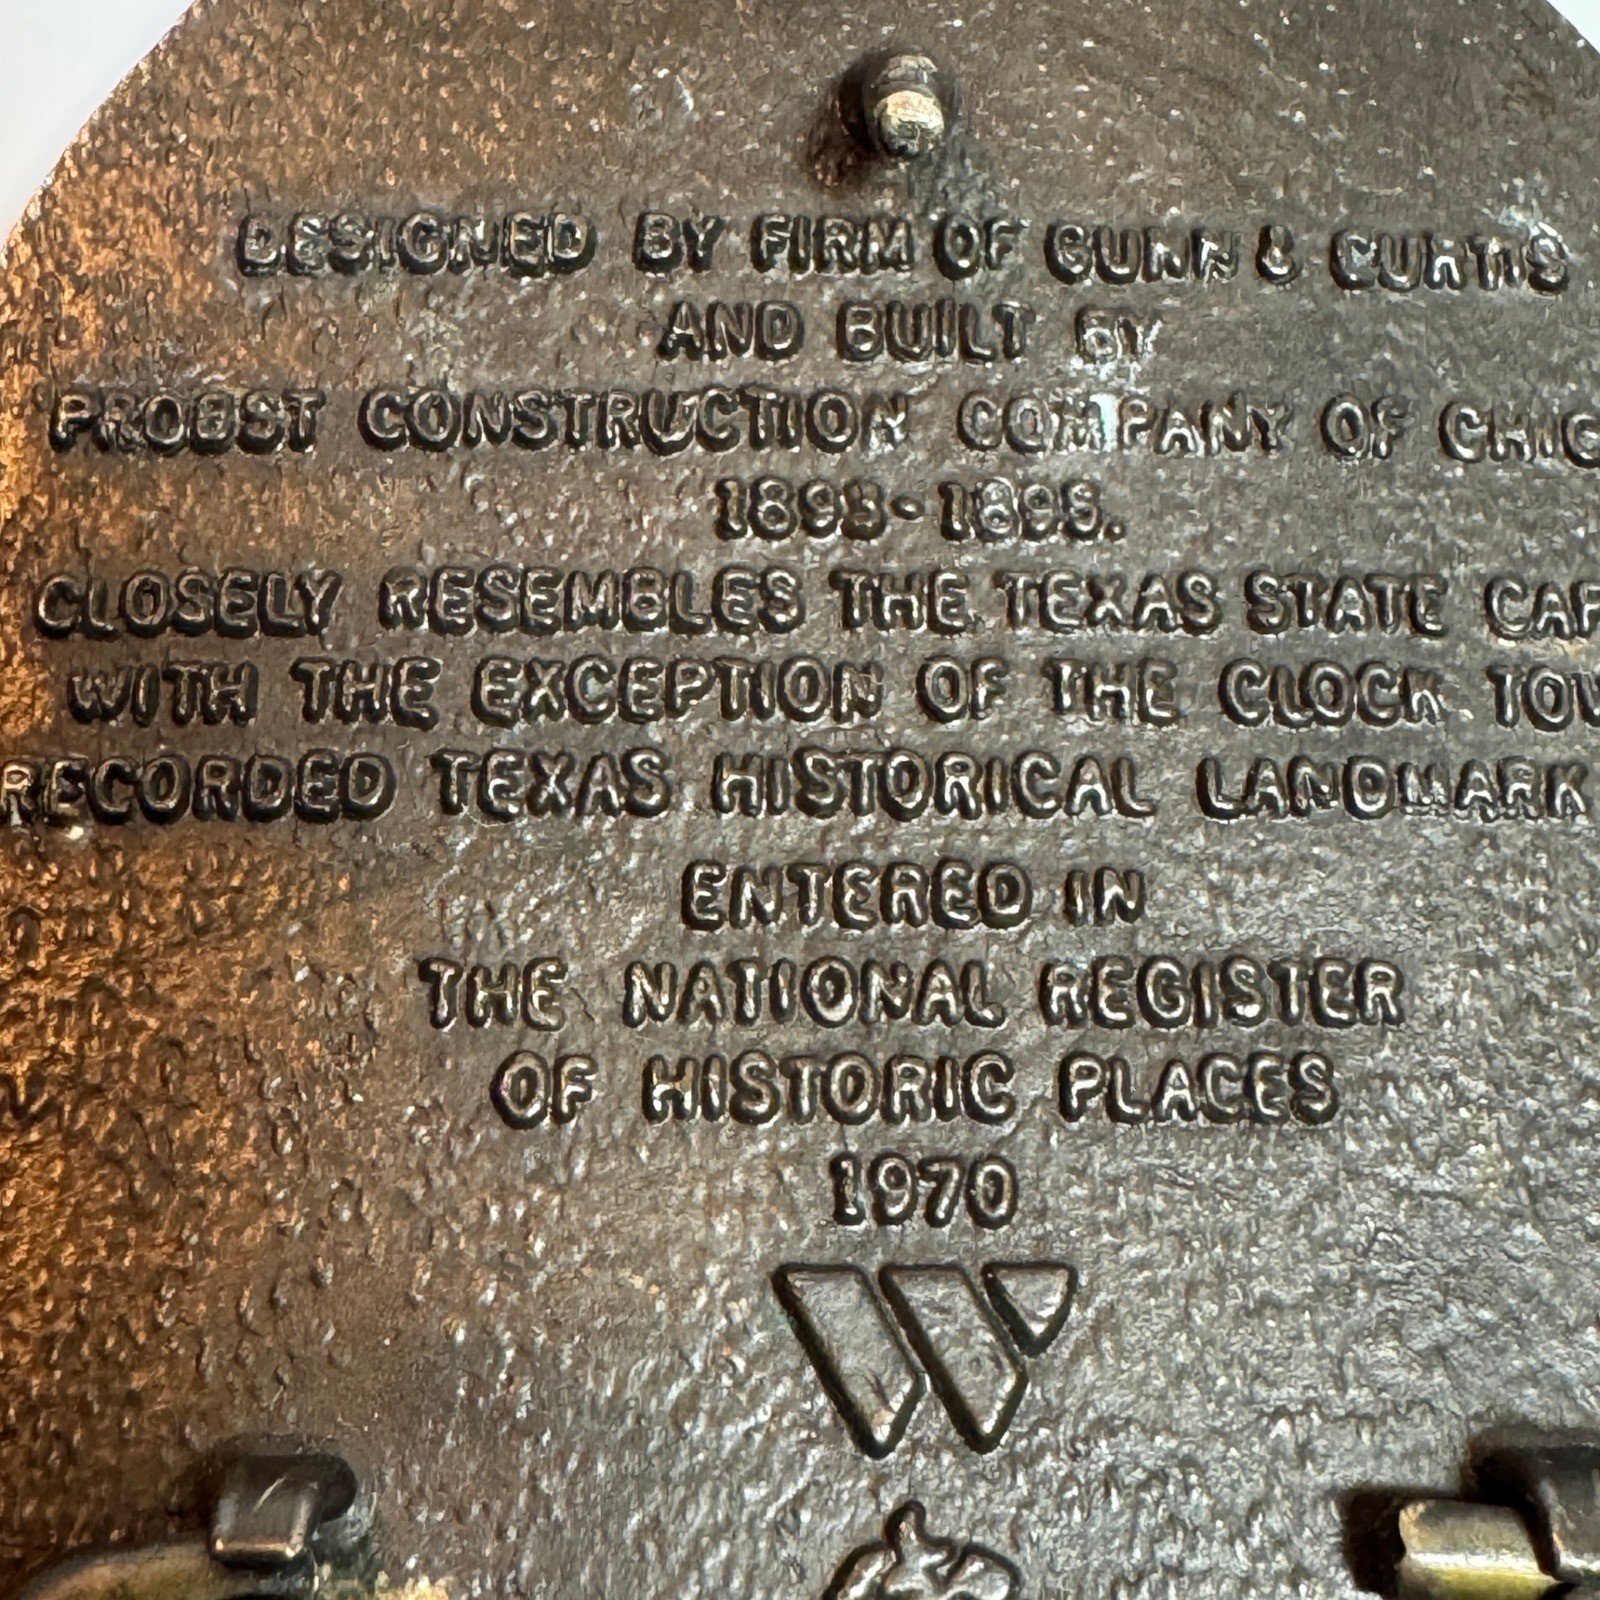 DESIGNED BY FIRM OF GUNN & CURTIS
AND BUILT BY
PROBST CONSTRUCTION COMPANY OF CHIC
1893-1895.
CLOSELY RESEMBLES THE TEXAS STATE CAP
WITH THE EXCEPTION OF THE CLOCK TOW
RECORDED TEXAS HISTORICAL LANDMARK
ENTERED IN
THE NATIONAL REGISTER
OF HISTORIC PLACES
1970
W